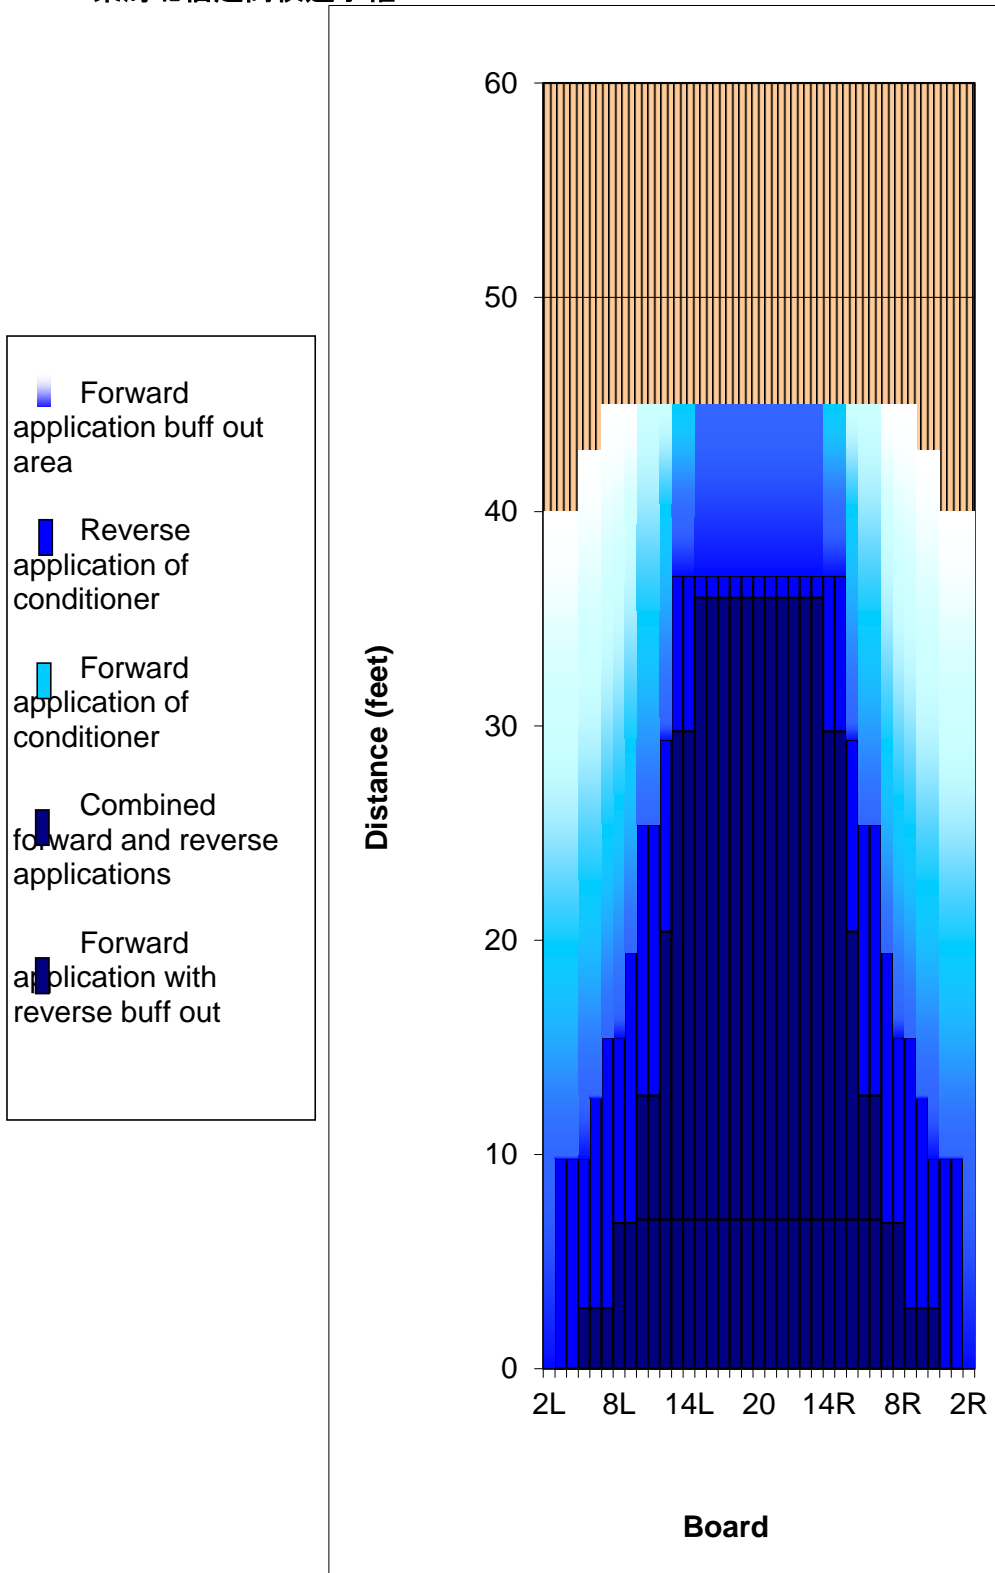 60
50
40
30
20
10
0
Distance (feet)
2L 8L 14L 20 14R 8R 2R
Board
Forward
application buff out
area
Reverse
application of
conditioner
Forward
application of
conditioner
Combined
forward and reverse
applications
Forward
application with
reverse buff out